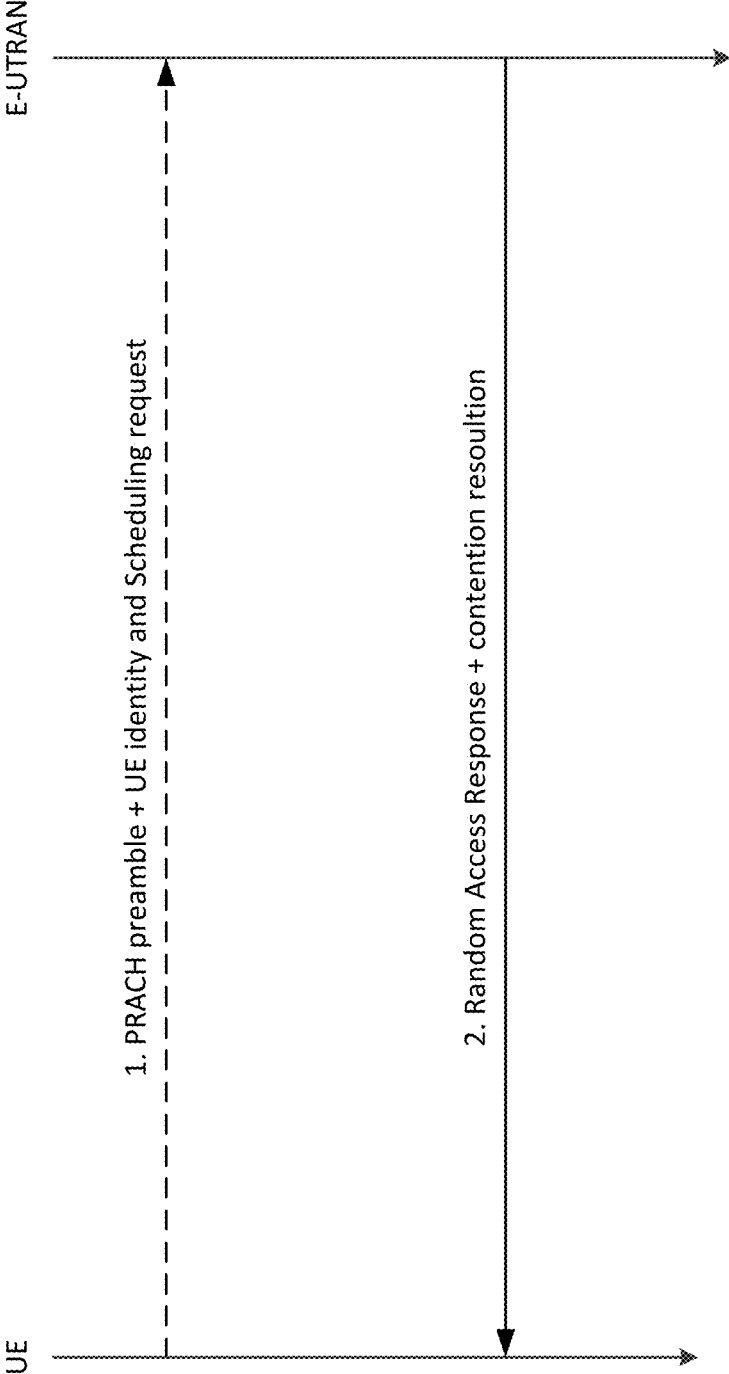 UE
E-UTRAN
1. PRACH preamble + UE identity and Scheduling request
2. Random Access Response + contention resoultion